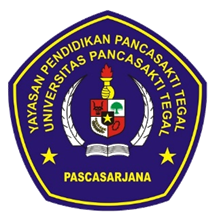 YAYASAN PENDIDIKAN PANCASAKTI TEGAL
UNIVERSITAS PANCASAKTI TEGAL
PASCASARJANA